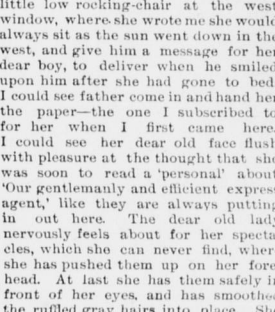 little low rocking-chair at the west
window, where she wrote me she would
always sit as the sun went down in the
west, and give him a message for her
dear boy, to deliver when he smiled
upon him after she had gone to bed.
I could see father come in and hand her
the paper—the one I subscribed to
for her when I first came here.
I could see her dear old face flush
with pleasure at the thought that she
was soon to read a 'personal' about
'Our gentlemanly and efficient express
agent,' like they are always putting
in out here. The dear old lady
nervously feels about for her specta-
cles, which she can never find, where
she has pushed them up on her fore-
head. At last she has them safely in
front of her eyes, and has smoothed
the ruffled gray hairs into place. She